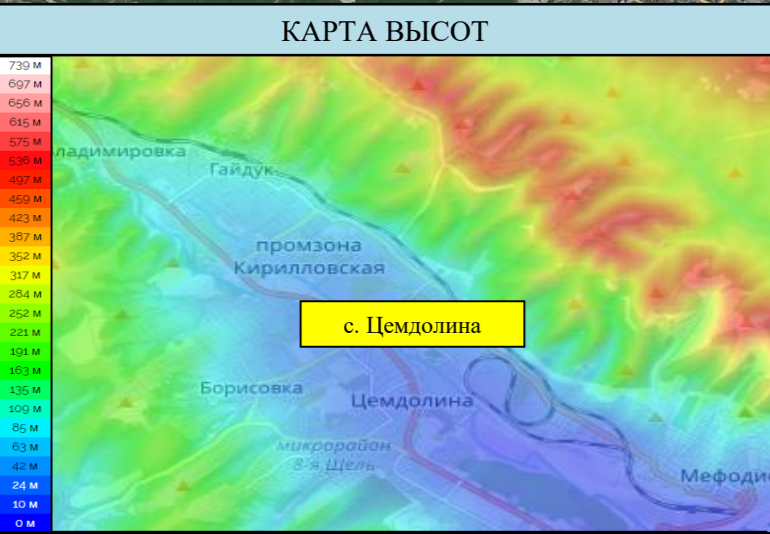 КАРТА ВЫСОТ
739 м
697 м
656 м
615 м
575 м
536 м
497 м
459 м
423 м
387 м
352 м
317 м
284 м
252 м
221 м
191 м
163 м
135 м
109 м
85 м
63 м
42 м
24 м
10 м
0 м
ладимировка
Гайдук
промзона
Кирилловская
с. Цемдолина
Борисовка
Цемдолина
микрорайон
8-я Щель
Мефоди